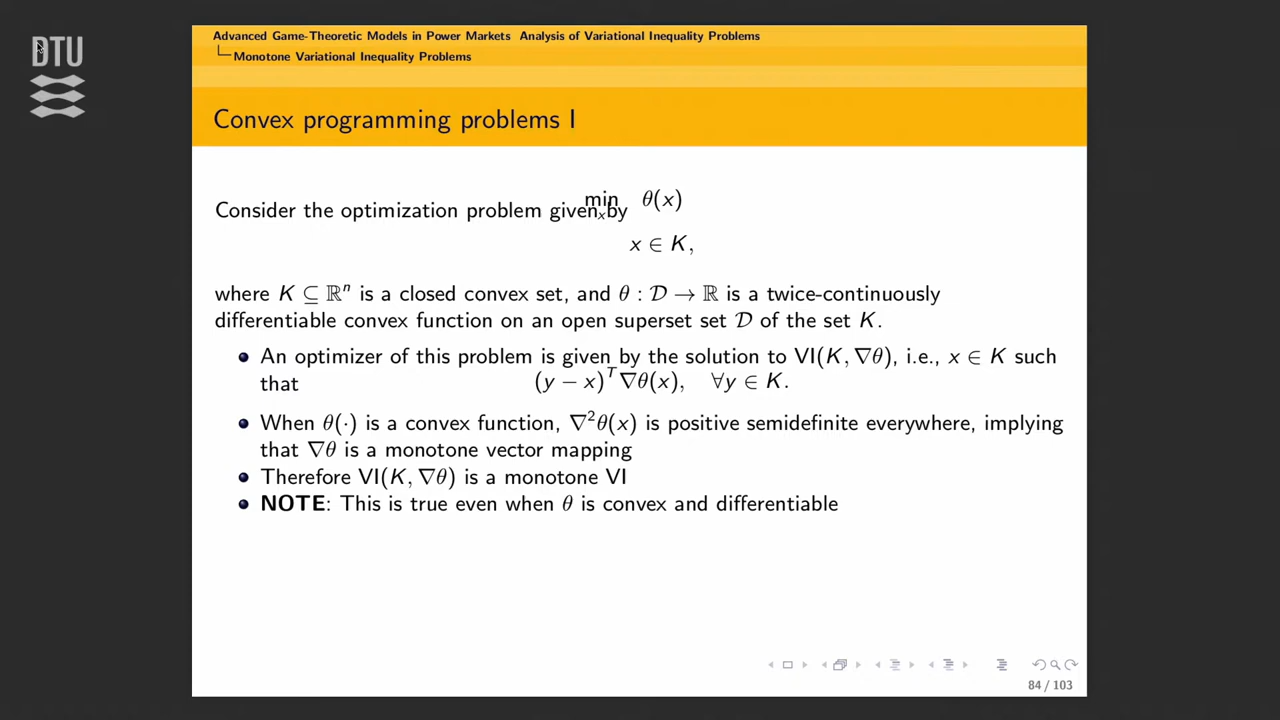 DTU
Advanced Game-Theoretic Models in Power Markets Analysis of Variational Inequality Problems
Monotone Variational Inequality Problems
Convex programming problems I
Consider the optimization problem given by
min_x θ(x)
x ∈ K,
where K ⊆ ℝⁿ is a closed convex set, and θ : 𝒟 → ℝ is a twice-continuously
differentiable convex function on an open superset set 𝒟 of the set K.
An optimizer of this problem is given by the solution to VI(K, ∇θ), i.e., x ∈ K such
that (y − x)ᵀ∇θ(x), ∀y ∈ K.
When θ(·) is a convex function, ∇²θ(x) is positive semidefinite everywhere, implying
that ∇θ is a monotone vector mapping
Therefore VI(K, ∇θ) is a monotone VI
NOTE: This is true even when θ is convex and differentiable
84 / 103